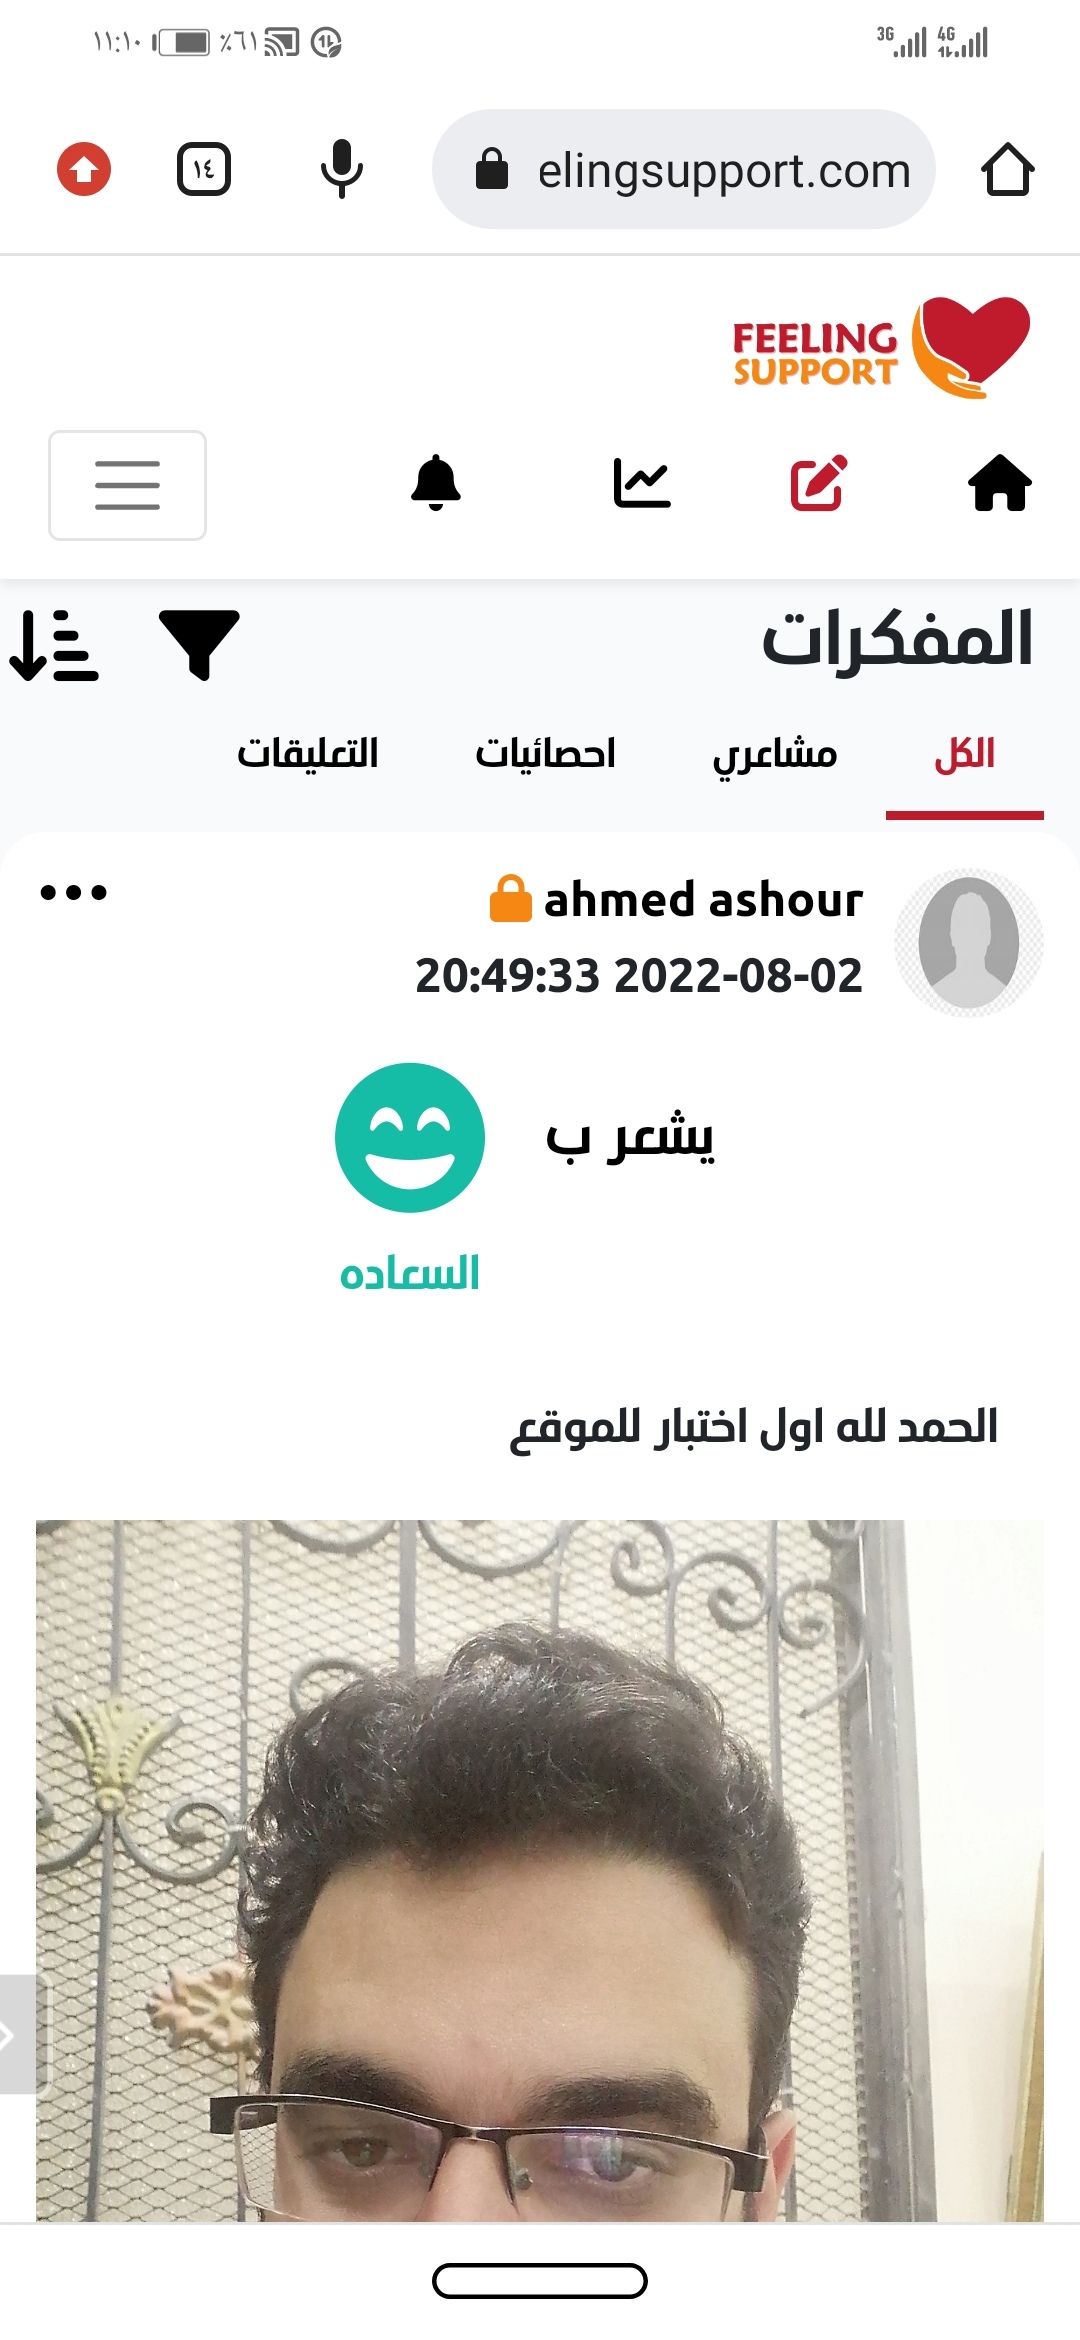 ١١:١٠ ٪٦١ 3G 4G
١٤ elingsupport.com
FEELING
SUPPORT
المفكرات
الكل مشاعري احصائيات التعليقات
ahmed ashour
20:49:33 2022-08-02
يشعر ب
السعاده
الحمد لله اول اختبار للموقع